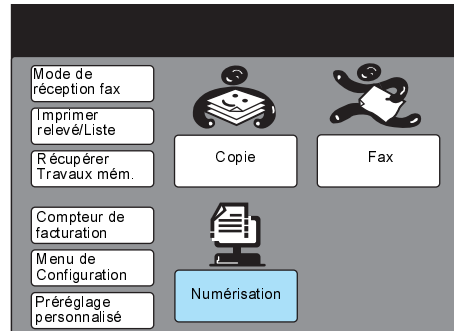 Mode de
réception fax
Imprimer
relevé/Liste
Récupérer
Travaux mém.
Copie
Fax
Compteur de
facturation
Menu de
Configuration
Numérisation
Préréglage
personnalisé